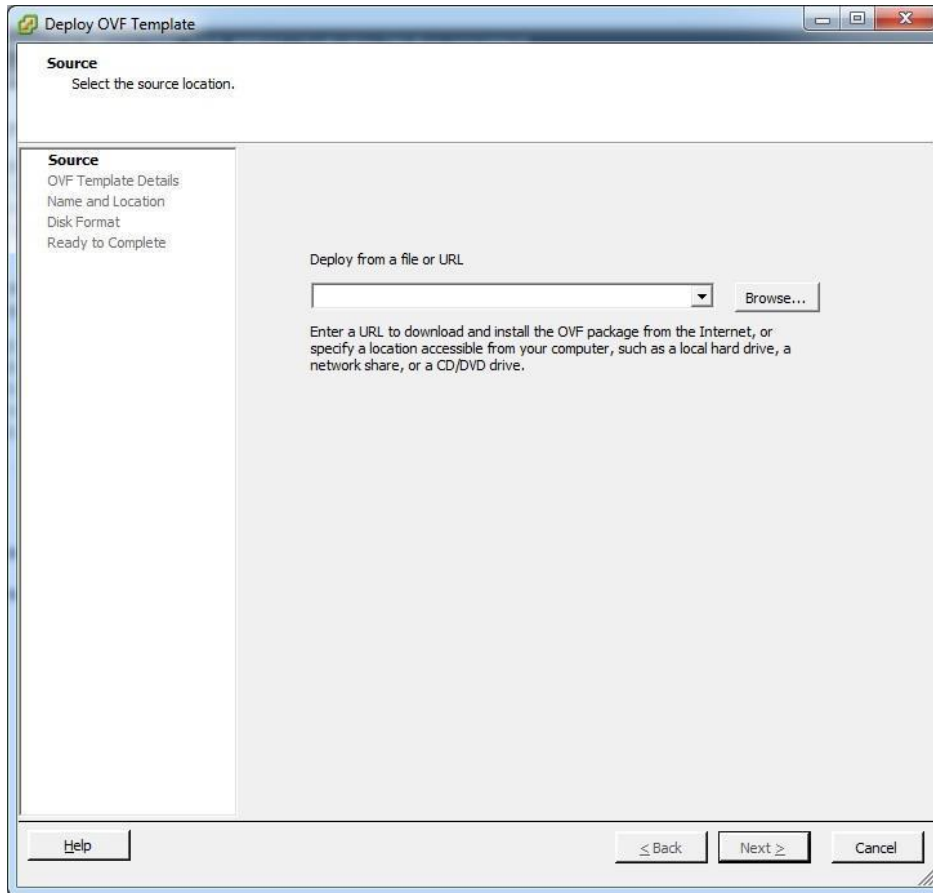 Deploy OVF Template
Source
Select the source location.
Source
OVF Template Details
Name and Location
Disk Format
Ready to Complete
Deploy from a file or URL
Browse...
Enter a URL to download and install the OVF package from the Internet, or
specify a location accessible from your computer, such as a local hard drive, a
network share, or a CD/DVD drive.
Help
< Back
Next >
Cancel